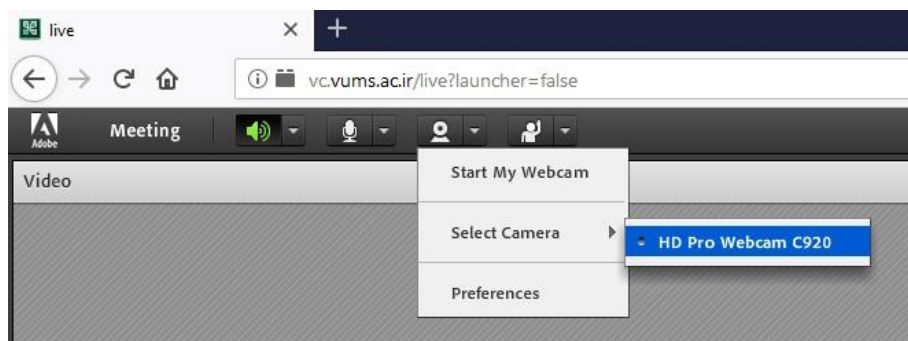 live
vc.vums.ac.ir/live?launcher=false
Adobe
Meeting
Video
Start My Webcam
Select Camera
HD Pro Webcam C920
Preferences